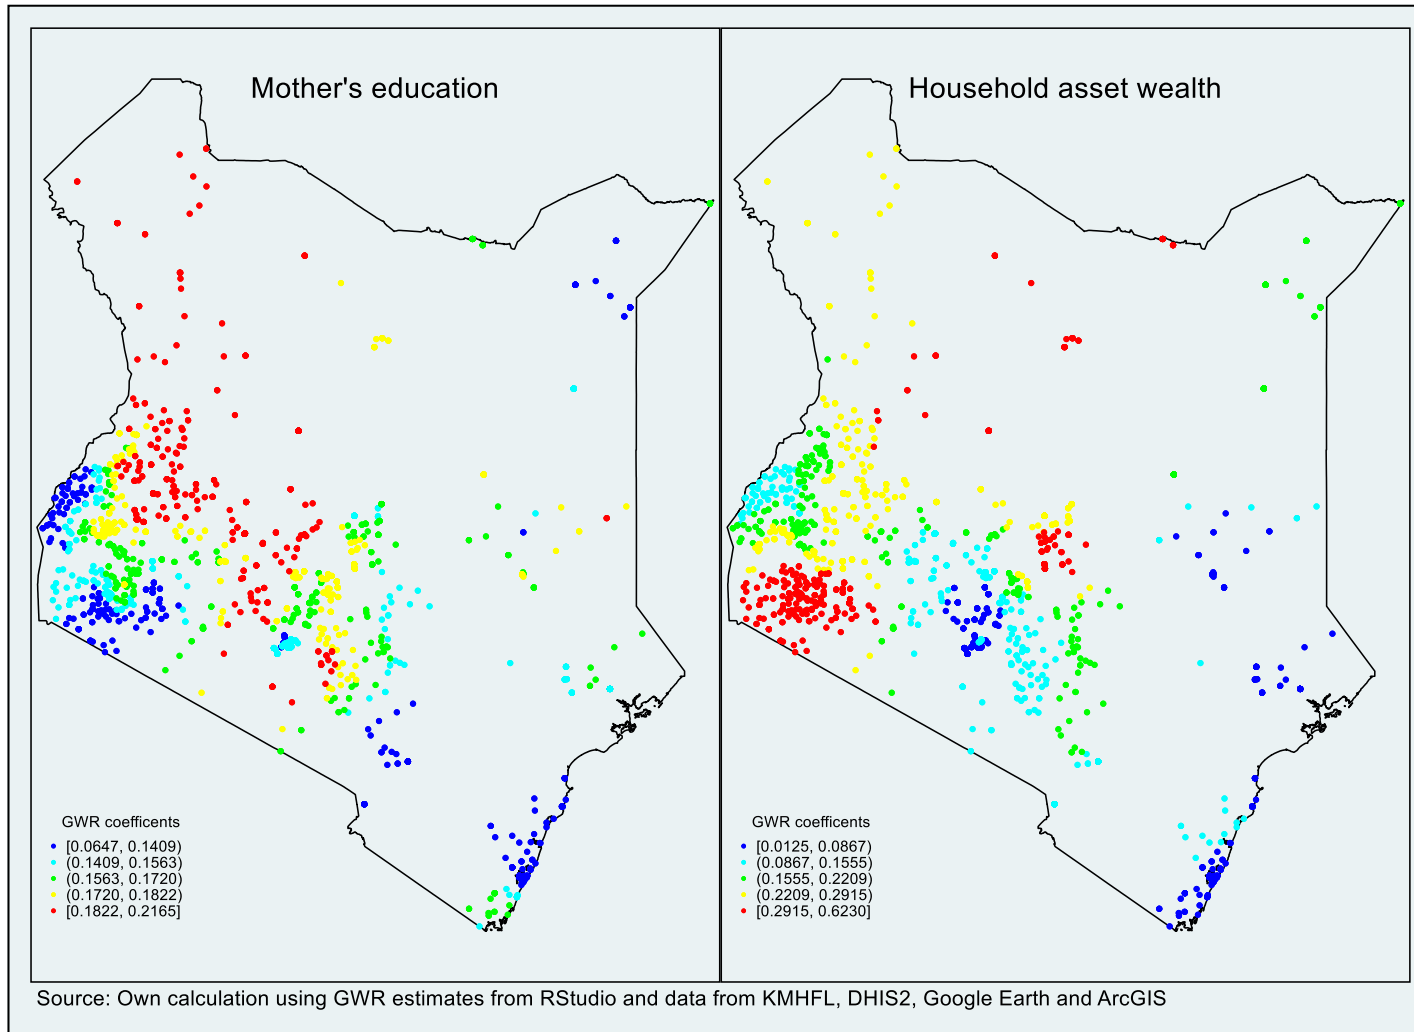 Mother's education
Household asset wealth
GWR coefficents
[0.0647, 0.1409)
(0.1409, 0.1563)
(0.1563, 0.1720)
(0.1720, 0.1822)
[0.1822, 0.2165]
GWR coefficents
[0.0125, 0.0867)
(0.0867, 0.1555)
(0.1555, 0.2209)
(0.2209, 0.2915)
[0.2915, 0.6230]
Source: Own calculation using GWR estimates from RStudio and data from KMHFL, DHIS2, Google Earth and ArcGIS